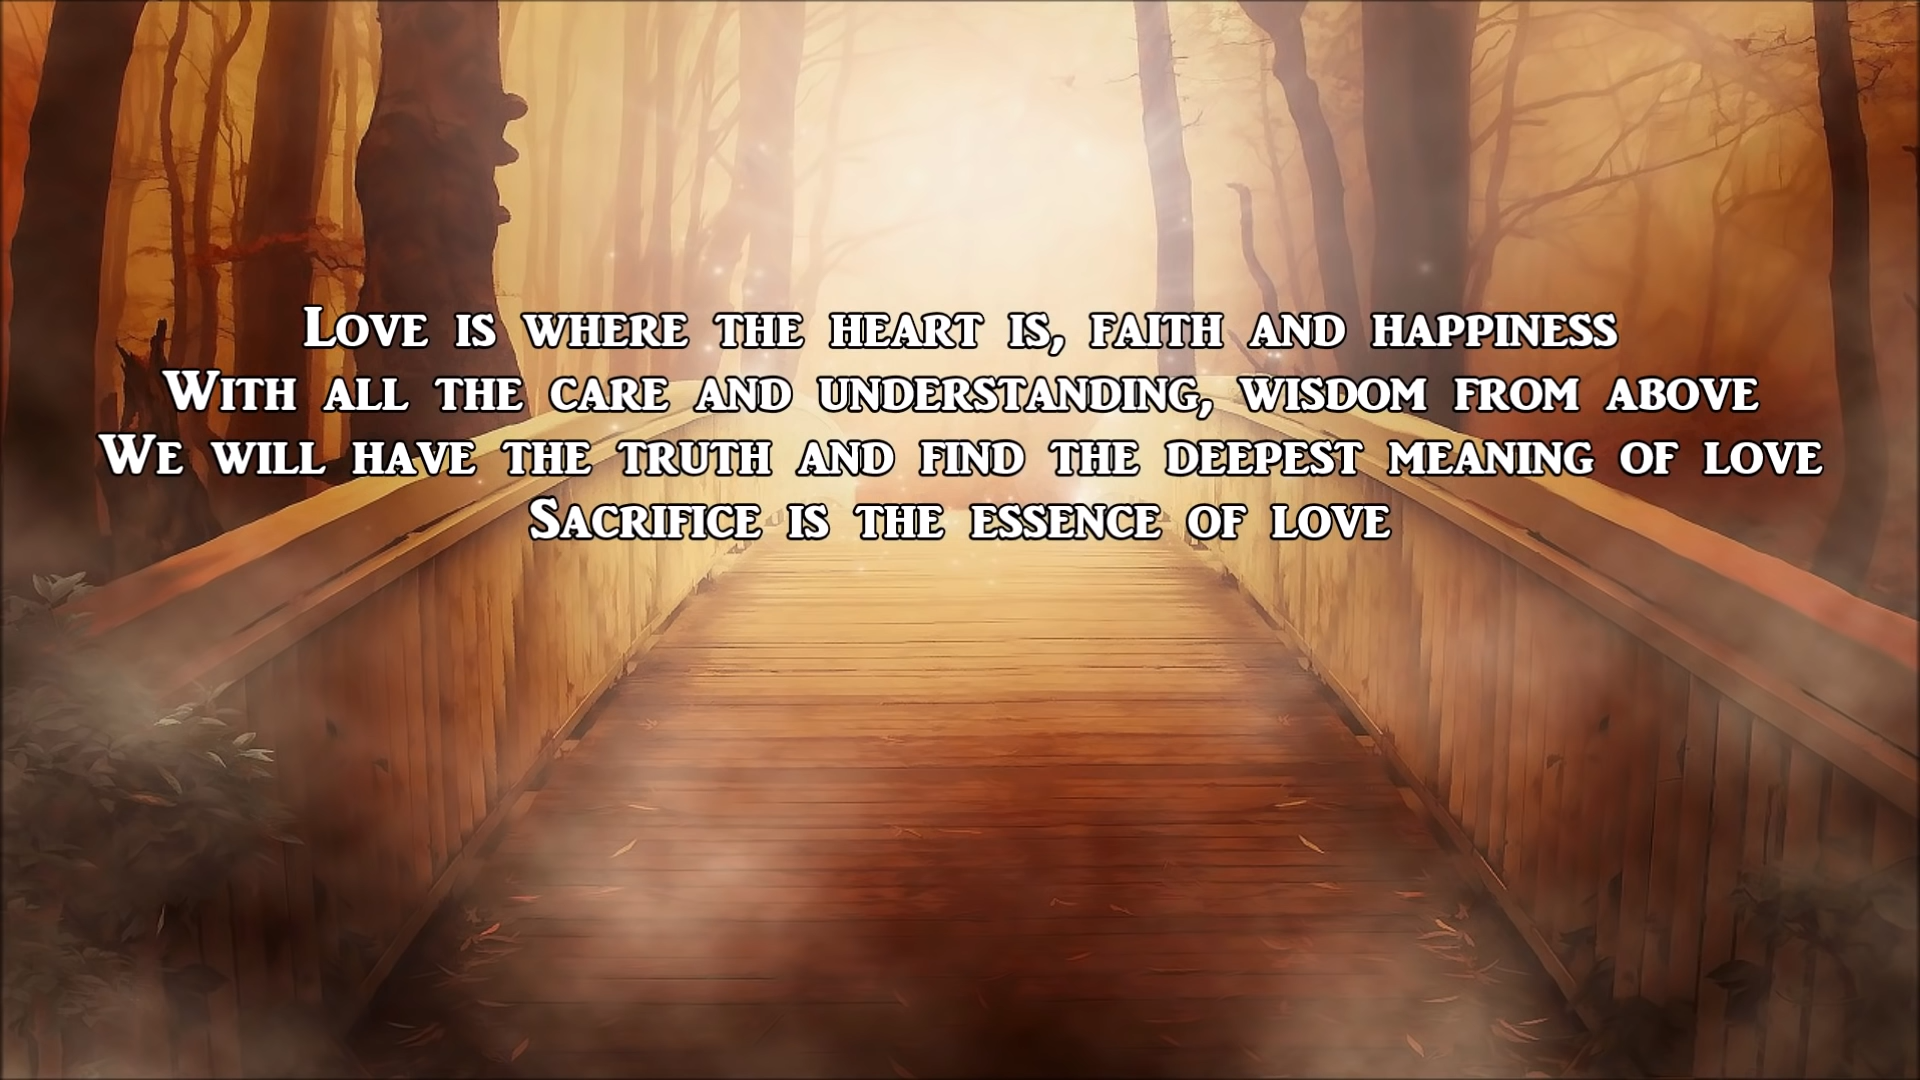 Love is where the heart is, faith and happiness
With all the care and understanding, wisdom from above
We will have the truth and find the deepest meaning of love
Sacrifice is the essence of love